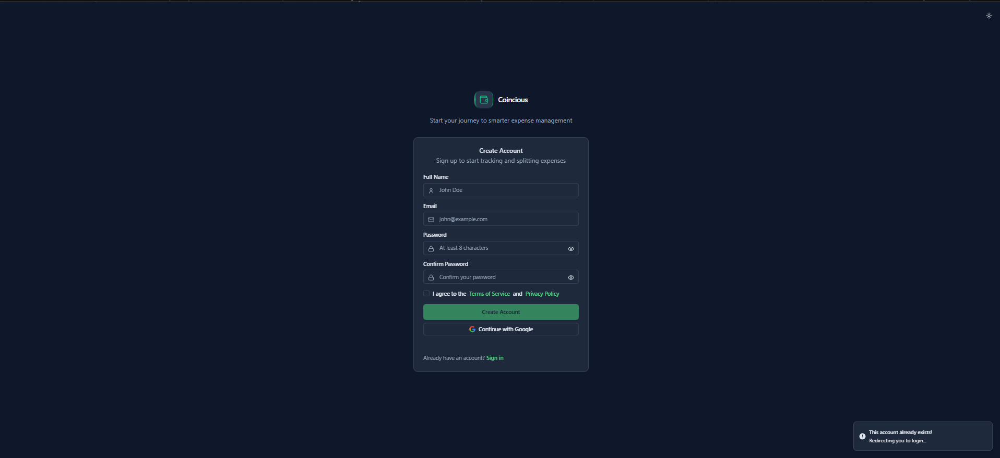 Coincious
Start your journey to smarter expense management
Create Account
Sign up to start tracking and splitting expenses
Full Name
John Doe
Email
john@example.com
Password
At least 8 characters
Confirm Password
Confirm your password
I agree to the Terms of Service and Privacy Policy
Create Account
Continue with Google
Already have an account? Sign in
This account already exists!
Redirecting you to login...